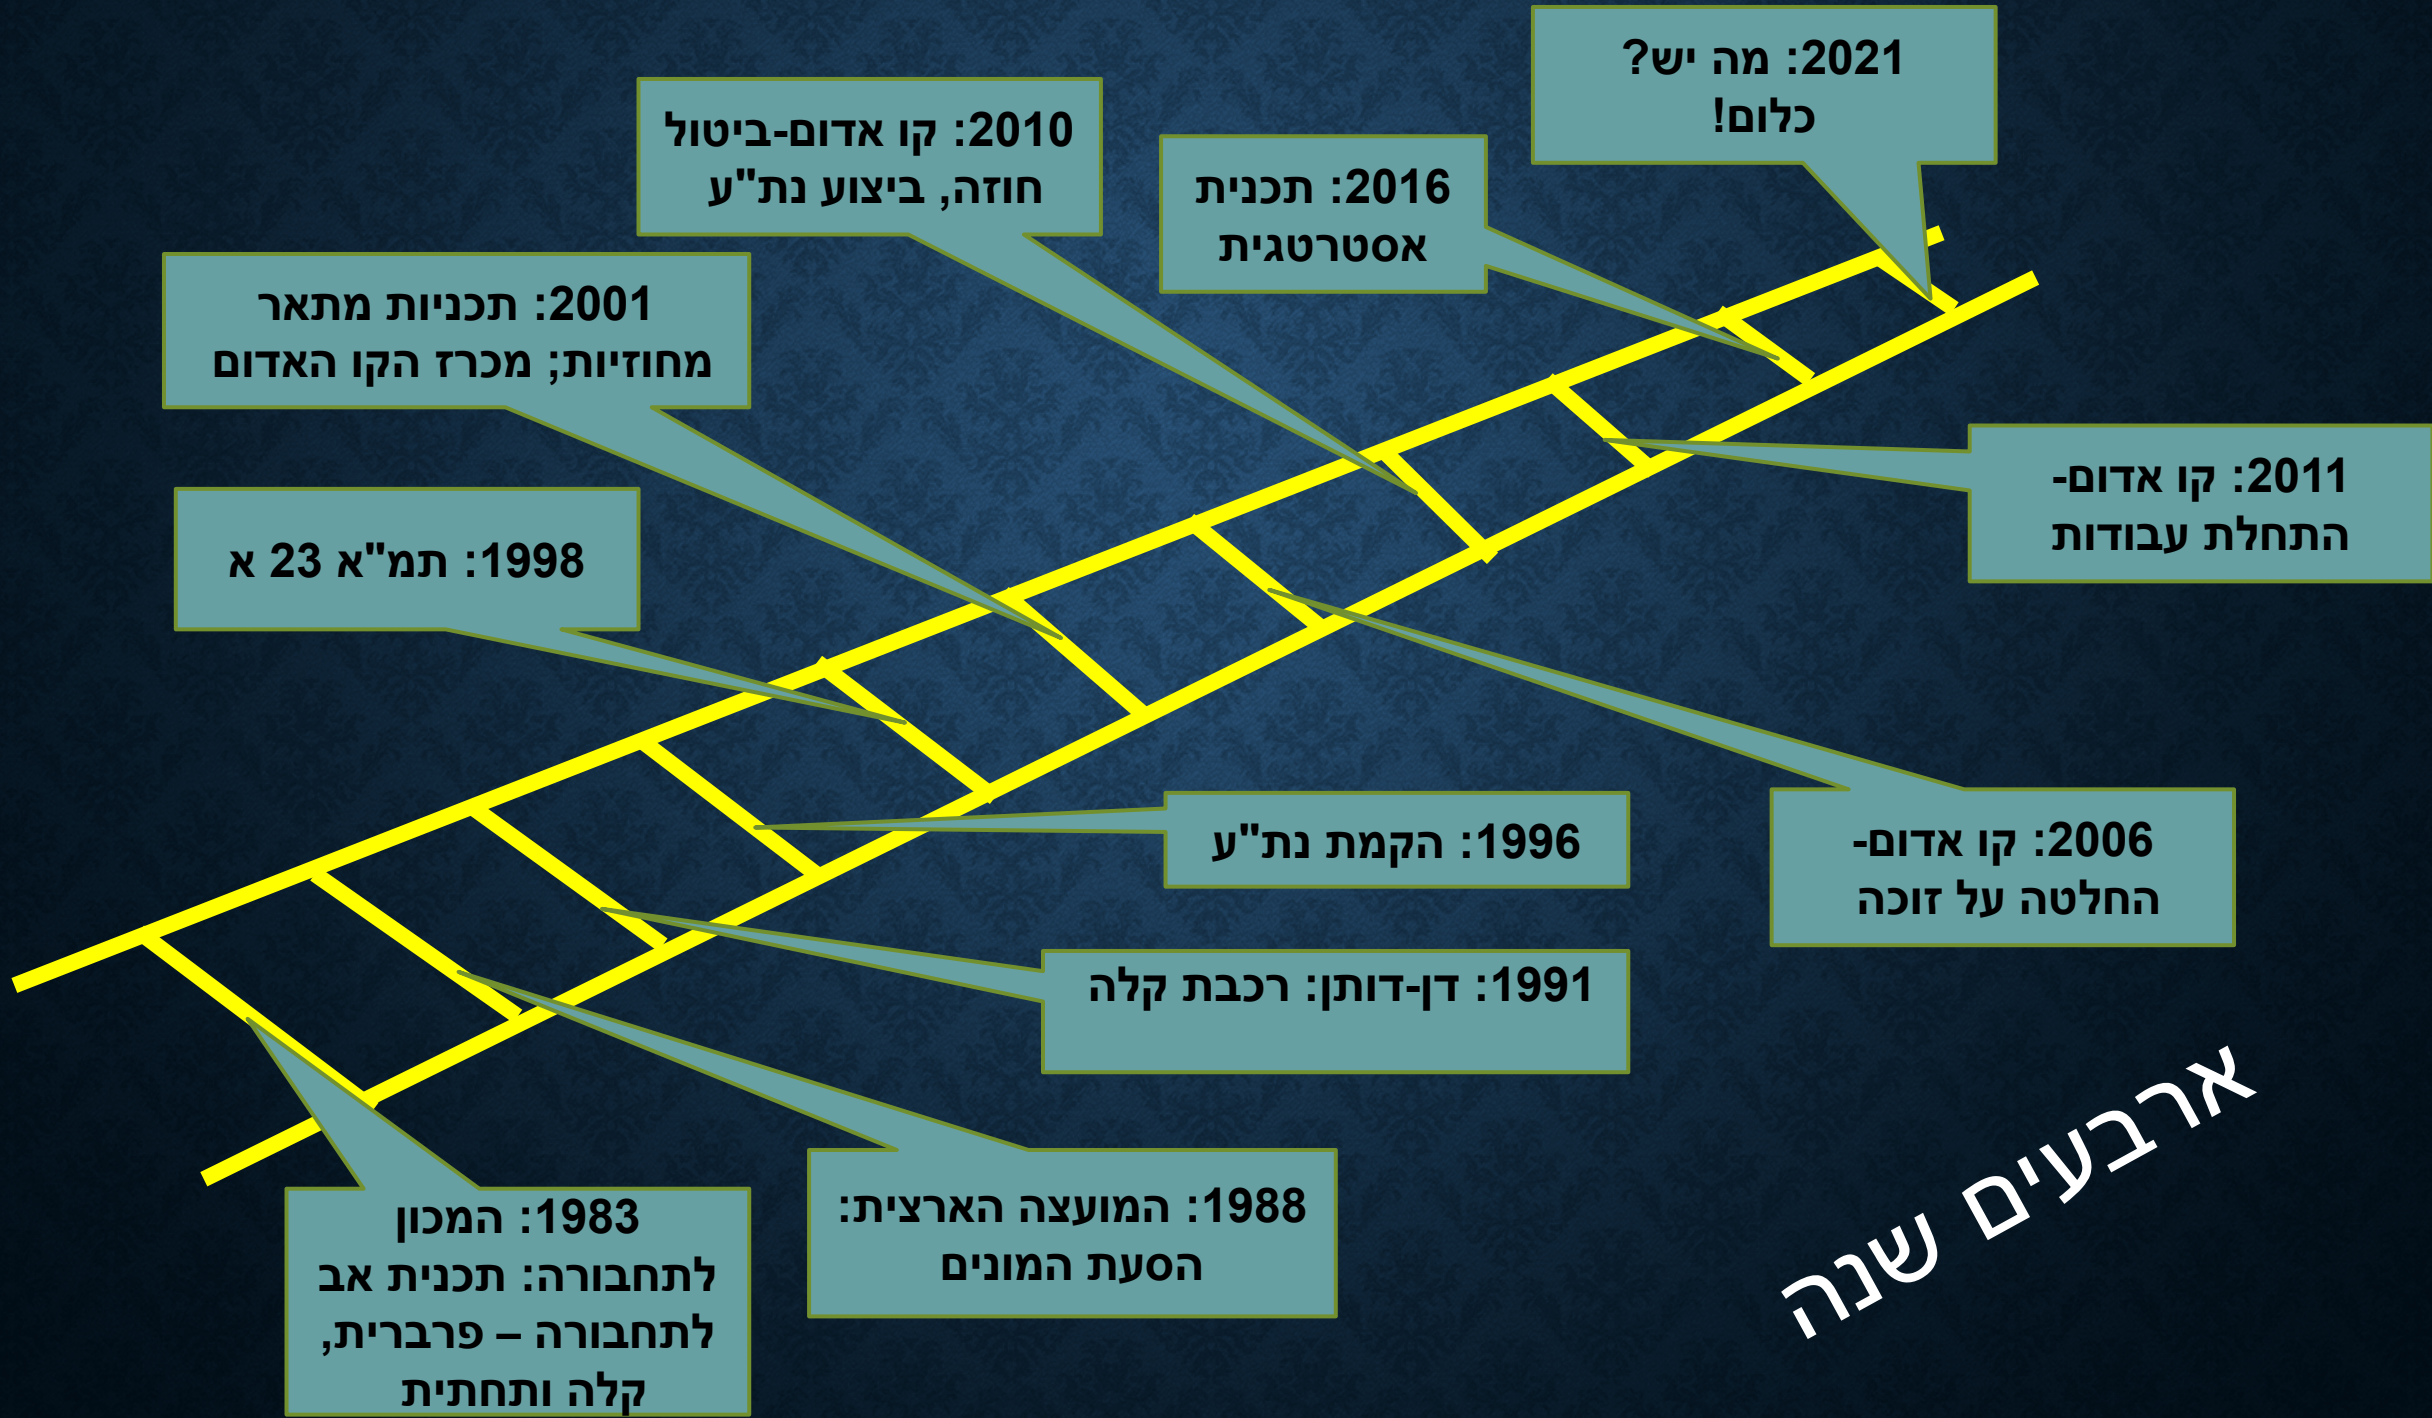 2021: מה יש?
כלום!
2010: קו אדום-ביטול
חוזה, ביצוע נת"ע
2016: תכנית
אסטרטגית
2001: תכניות מתאר
מחוזיות; מכרז הקו האדום
2011: קו אדום-
התחלת עבודות
1998: תמ"א 23 א
1996: הקמת נת"ע
2006: קו אדום-
החלטה על זוכה
1991: דן-דותן: רכבת קלה
1988: המועצה הארצית:
הסעת המונים
1983: המכון
לתחבורה: תכנית אב
לתחבורה – פרברית,
קלה ותחתית
ארבעים שנה